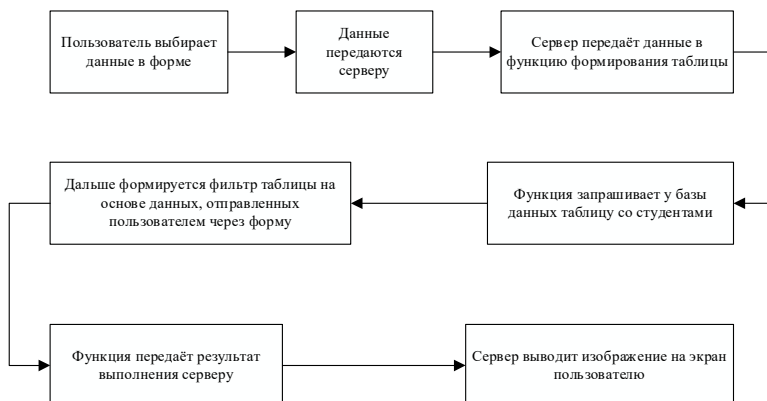 Пользователь выбирает
данные в форме
Данные
передаются
серверу
Сервер передаёт данные в
функцию формирования таблицы
Функция запрашивает у базы
данных таблицу со студентами
Дальше формируется фильтр таблицы на
основе данных, отправленных
пользователем через форму
Функция передаёт результат
выполнения серверу
Сервер выводит изображение на экран
пользователю